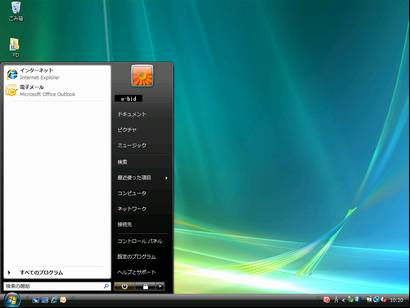 ごみ箱
インターネット
Internet Explorer
電子メール
Microsoft Office Outlook
u-bid
ドキュメント
ピクチャ
ミュージック
検索
最近使った項目
コンピュータ
ネットワーク
接続先
コントロール パネル
既定のプログラム
ヘルプとサポート
すべてのプログラム
検索の開始
10:20